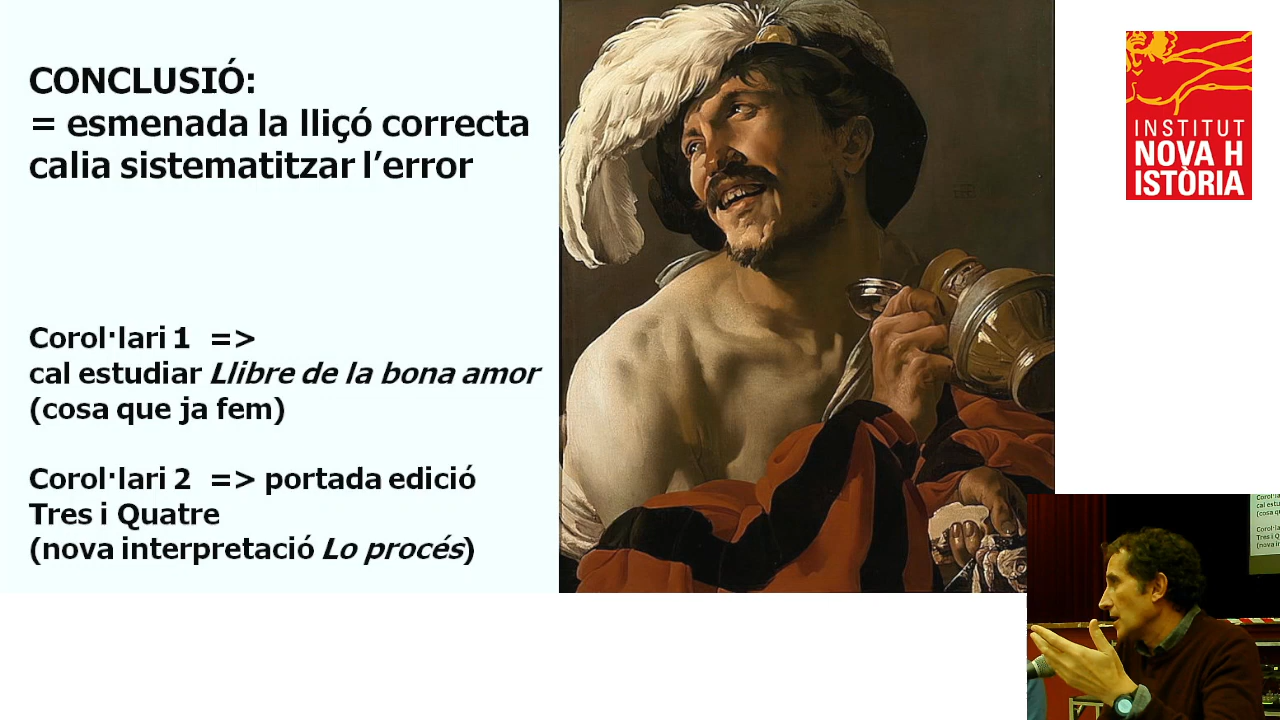 CONCLUSIÓ:
= esmenada la lliçó correcta
calia sistematitzar l’error
Corol·lari 1 =>
cal estudiar Llibre de la bona amor
(cosa que ja fem)
Corol·lari 2 => portada edició
Tres i Quatre
(nova interpretació Lo procés)
INSTITUT
NOVA H
ISTÒRIA